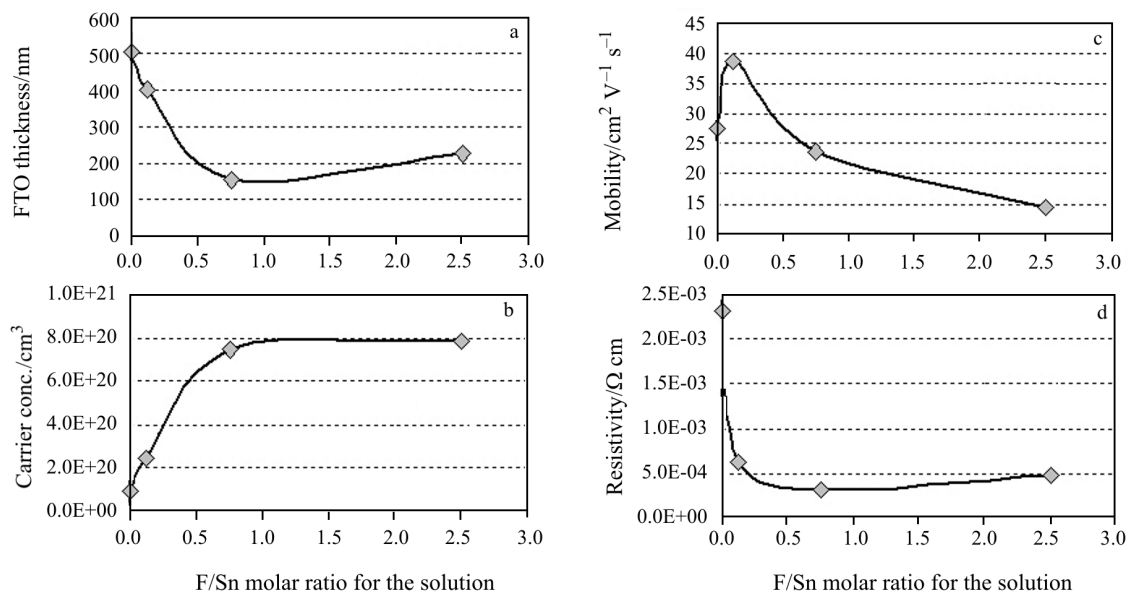 a
FTO thickness/nm
600
500
400
300
200
100
0
0.0 0.5 1.0 1.5 2.0 2.5 3.0
c
Mobility/cm² V⁻¹ s⁻¹
45
40
35
30
25
20
15
10
0.0 0.5 1.0 1.5 2.0 2.5 3.0
b
Carrier conc./cm³
1.0E+21
8.0E+20
6.0E+20
4.0E+20
2.0E+20
0.0E+00
0.0 0.5 1.0 1.5 2.0 2.5 3.0
F/Sn molar ratio for the solution
d
Resistivity/Ω cm
2.5E-03
2.0E-03
1.5E-03
1.0E-03
5.0E-04
0.0E+00
0.0 0.5 1.0 1.5 2.0 2.5 3.0
F/Sn molar ratio for the solution